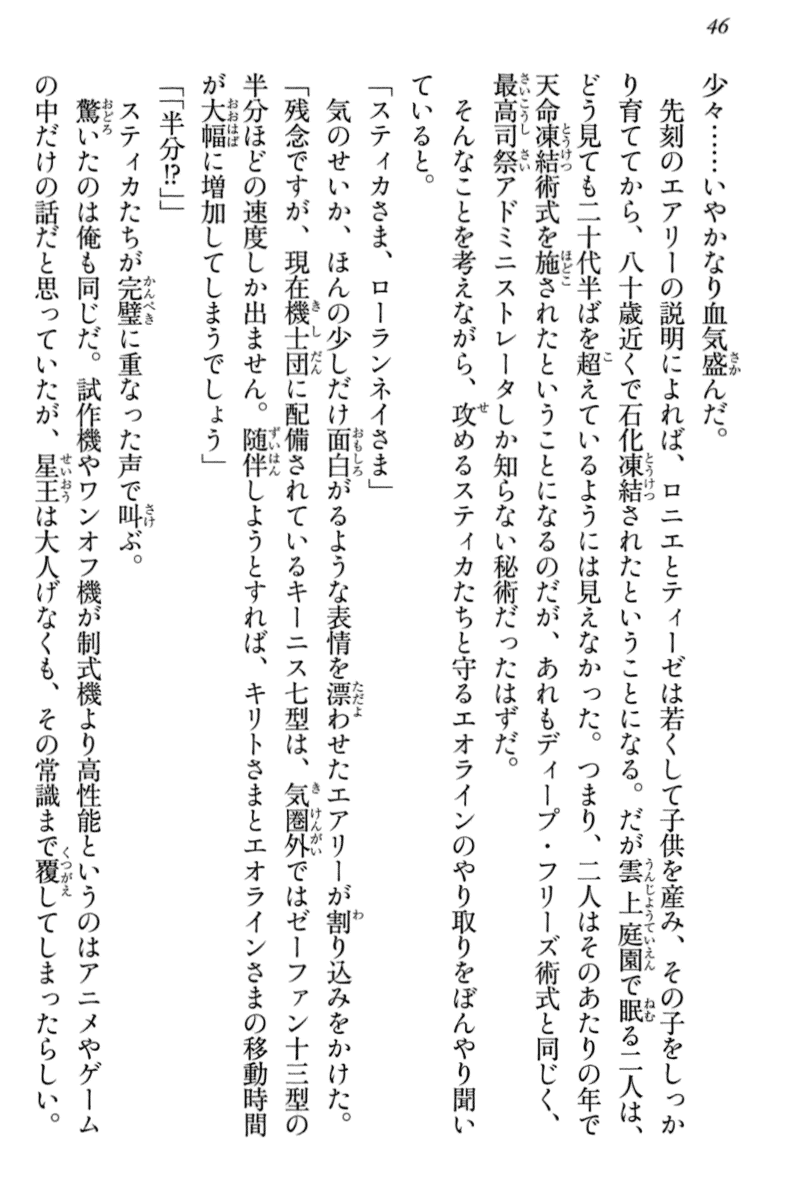 46
少々……いやかなり血気盛んだ。
先刻のエアリーの説明によれば、ロニエとティーゼは若くして子供を産み、その子をしっか
り育ててから、八十歳近くで石化凍結されたということになる。だが雲上庭園で眠る二人は、
どう見ても二十代半ばを超えているようには見えなかった。つまり、二人はそのあたりの年で
天命凍結術式を施されたということになるのだが、あれもディープ・フリーズ術式と同じく、
最高司祭アドミニストレータしか知らない秘術だったはずだ。
そんなことを考えながら、攻めるスティカたちと守るエオラインのやり取りをぼんやり聞い
ていると。
「スティカさま、ローランネイさま」
気のせいか、ほんの少しだけ面白がるような表情を漂わせたエアリーが割り込みをかけた。
「残念ですが、現在機士団に配備されているキーニス七型は、気圏外ではゼーファン十三型の
半分ほどの速度しか出ません。随伴しようとすれば、キリトさまとエオラインさまの移動時間
が大幅に増加してしまうでしょう」
「「半分!?」」
スティカたちが完璧に重なった声で叫ぶ。
驚いたのは俺も同じだ。試作機やワンオフ機が制式機より高性能というのはアニメやゲーム
の中だけの話だと思っていたが、星王は大人げなくも、その常識まで覆してしまったらしい。